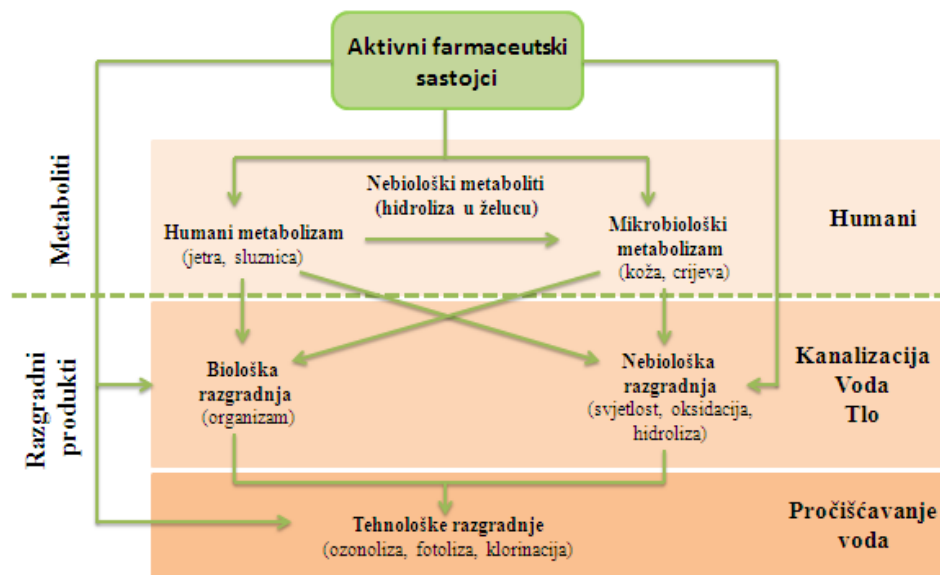 Aktivni farmaceutski
sastojci
Metaboliti
Nebiološki metaboliti
(hidroliza u želucu)
Humani metabolizam
(jetra, sluznica)
Mikrobiološki
metabolizam
(koža, crijeva)
Humani
Razgradni
produkti
Biološka
razgradnja
(organizam)
Nebiološka
razgradnja
(svjetlost, oksidacija,
hidroliza)
Kanalizacija
Voda
Tlo
Tehnološke razgradnje
(ozonoliza, fotoliza, klorinacija)
Pročišćavanje
voda